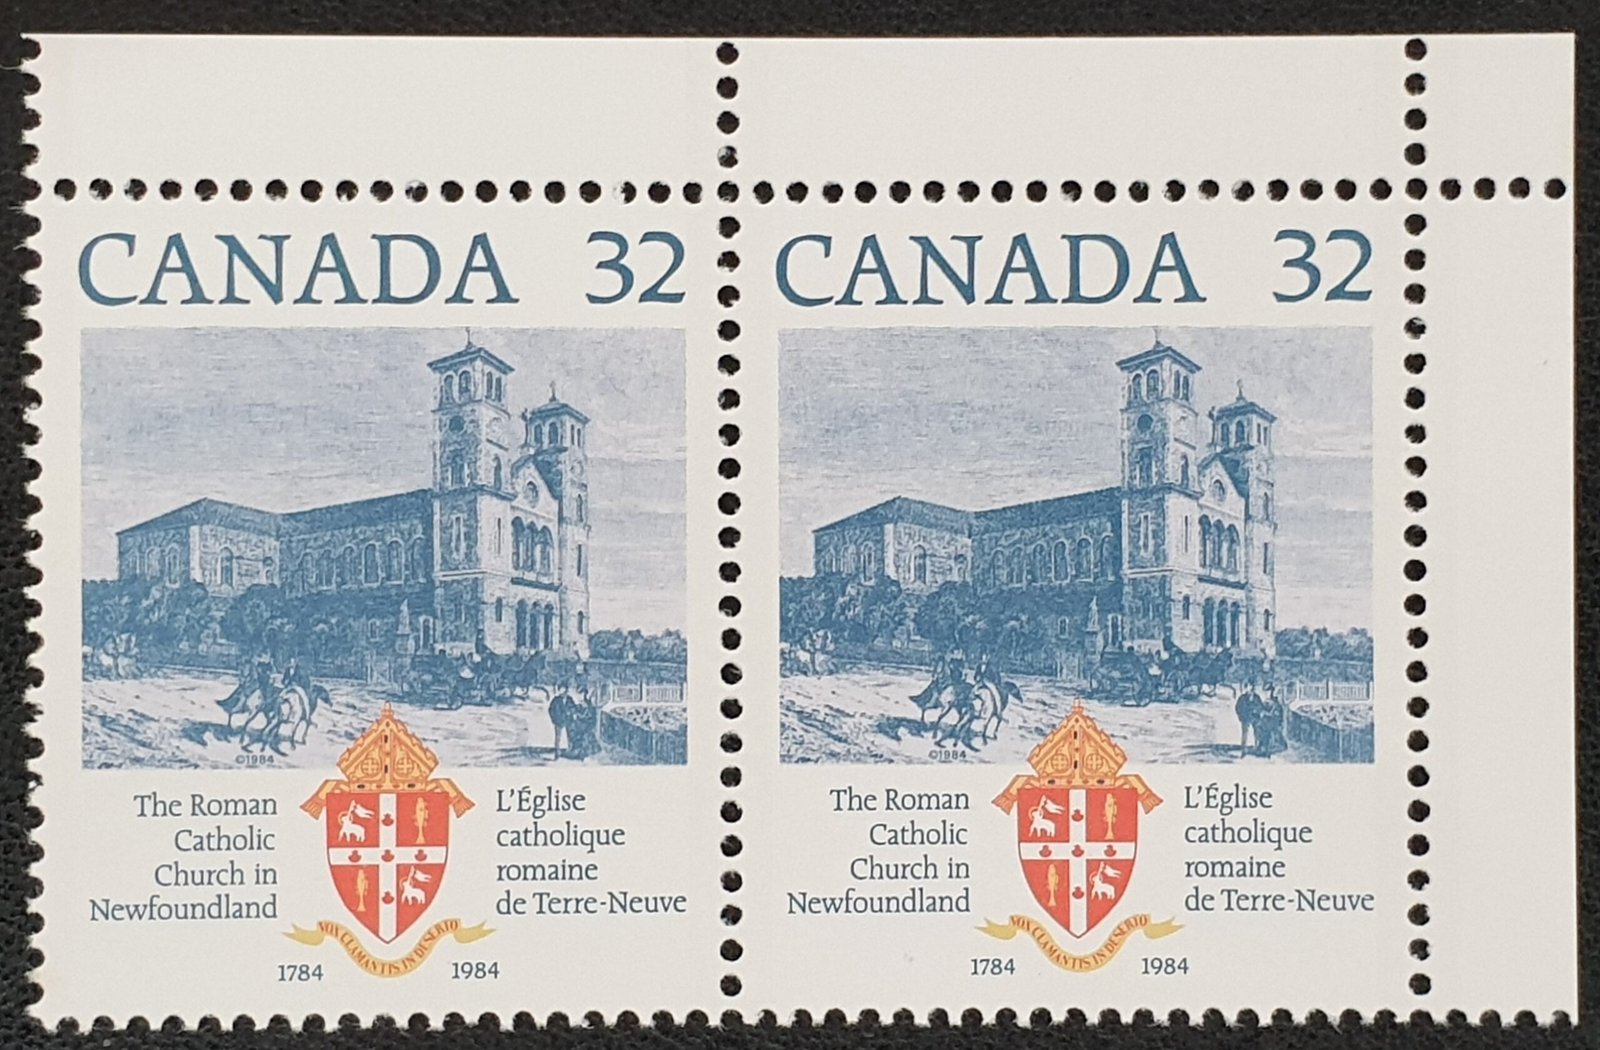 CANADA 32
©1984
The Roman
Catholic
Church in
Newfoundland
L'Église
catholique
romaine
de Terre-Neuve
VOX CLAMANTIS IN DESERTO
1784 1984
CANADA 32
©1984
The Roman
Catholic
Church in
Newfoundland
L'Église
catholique
romaine
de Terre-Neuve
VOX CLAMANTIS IN DESERTO
1784 1984